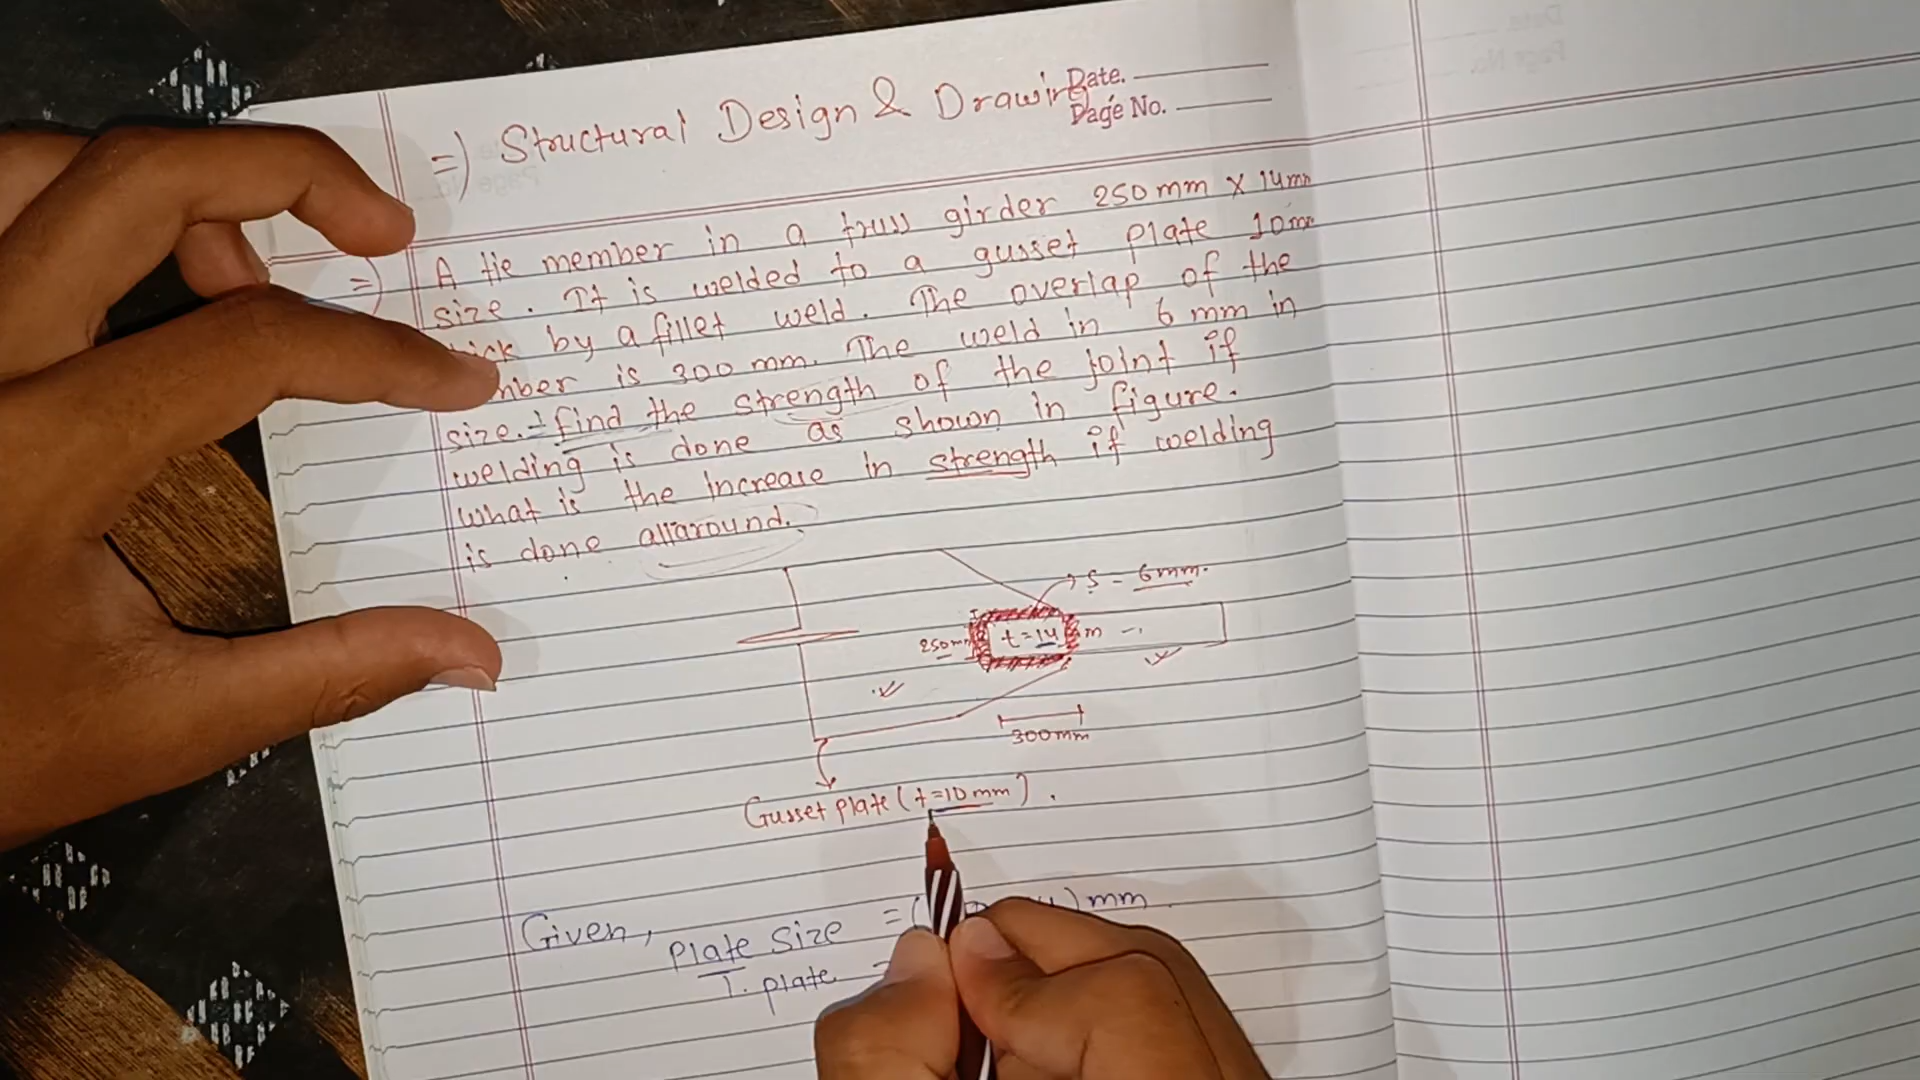 =) Structural Design & Drawing
Date.
Page No.
=) A tie member in a truss girder 250 mm X 14mm
size. It is welded to a gusset plate 10mm
by a fillet weld. The overlap of the
is 300 mm. The weld in 6 mm in
size. find the strength of the joint if
welding is done as shown in figure.
What is the increase in strength if welding
is done allaround.
S - 6mm.
250mm
t=14 mm
300mm
Gusset plate (t=10mm).
Given,
Plate Size = ( ) mm
T. plate =